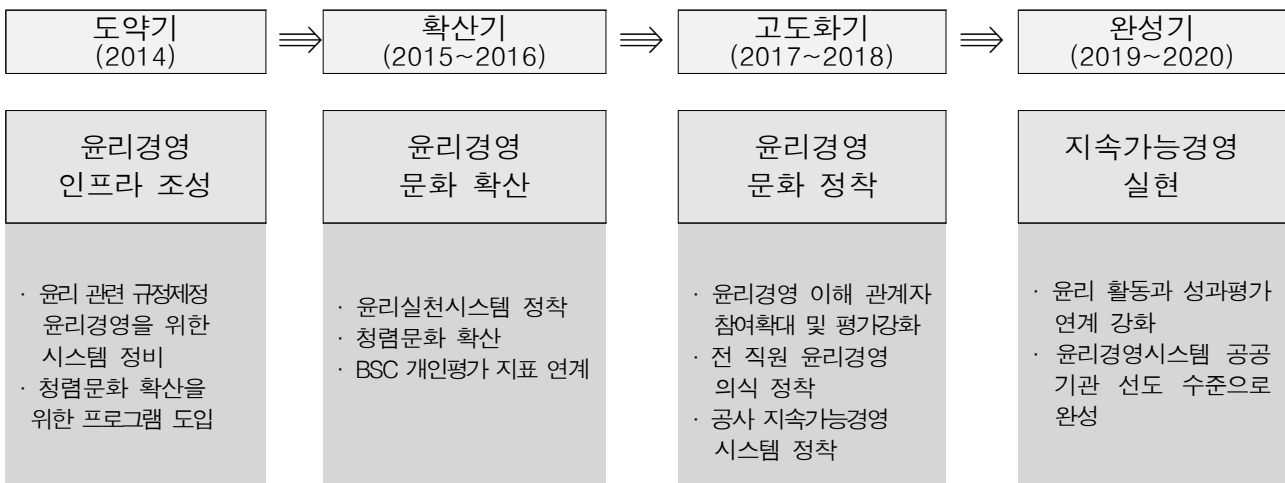 도약기
(2014)
⇒
확산기
(2015~2016)
⇒
고도화기
(2017~2018)
⇒
완성기
(2019~2020)
윤리경영
인프라 조성
윤리경영
문화 확산
윤리경영
문화 정착
지속가능경영
실현
· 윤리 관련 규정제정
윤리경영을 위한
시스템 정비
· 청렴문화 확산을
위한 프로그램 도입
· 윤리실천시스템 정착
· 청렴문화 확산
· BSC 개인평가 지표 연계
· 윤리경영 이해 관계자
참여확대 및 평가강화
· 전 직원 윤리경영
의식 정착
· 공사 지속가능경영
시스템 정착
· 윤리 활동과 성과평가
연계 강화
· 윤리경영시스템 공공
기관 선도 수준으로
완성